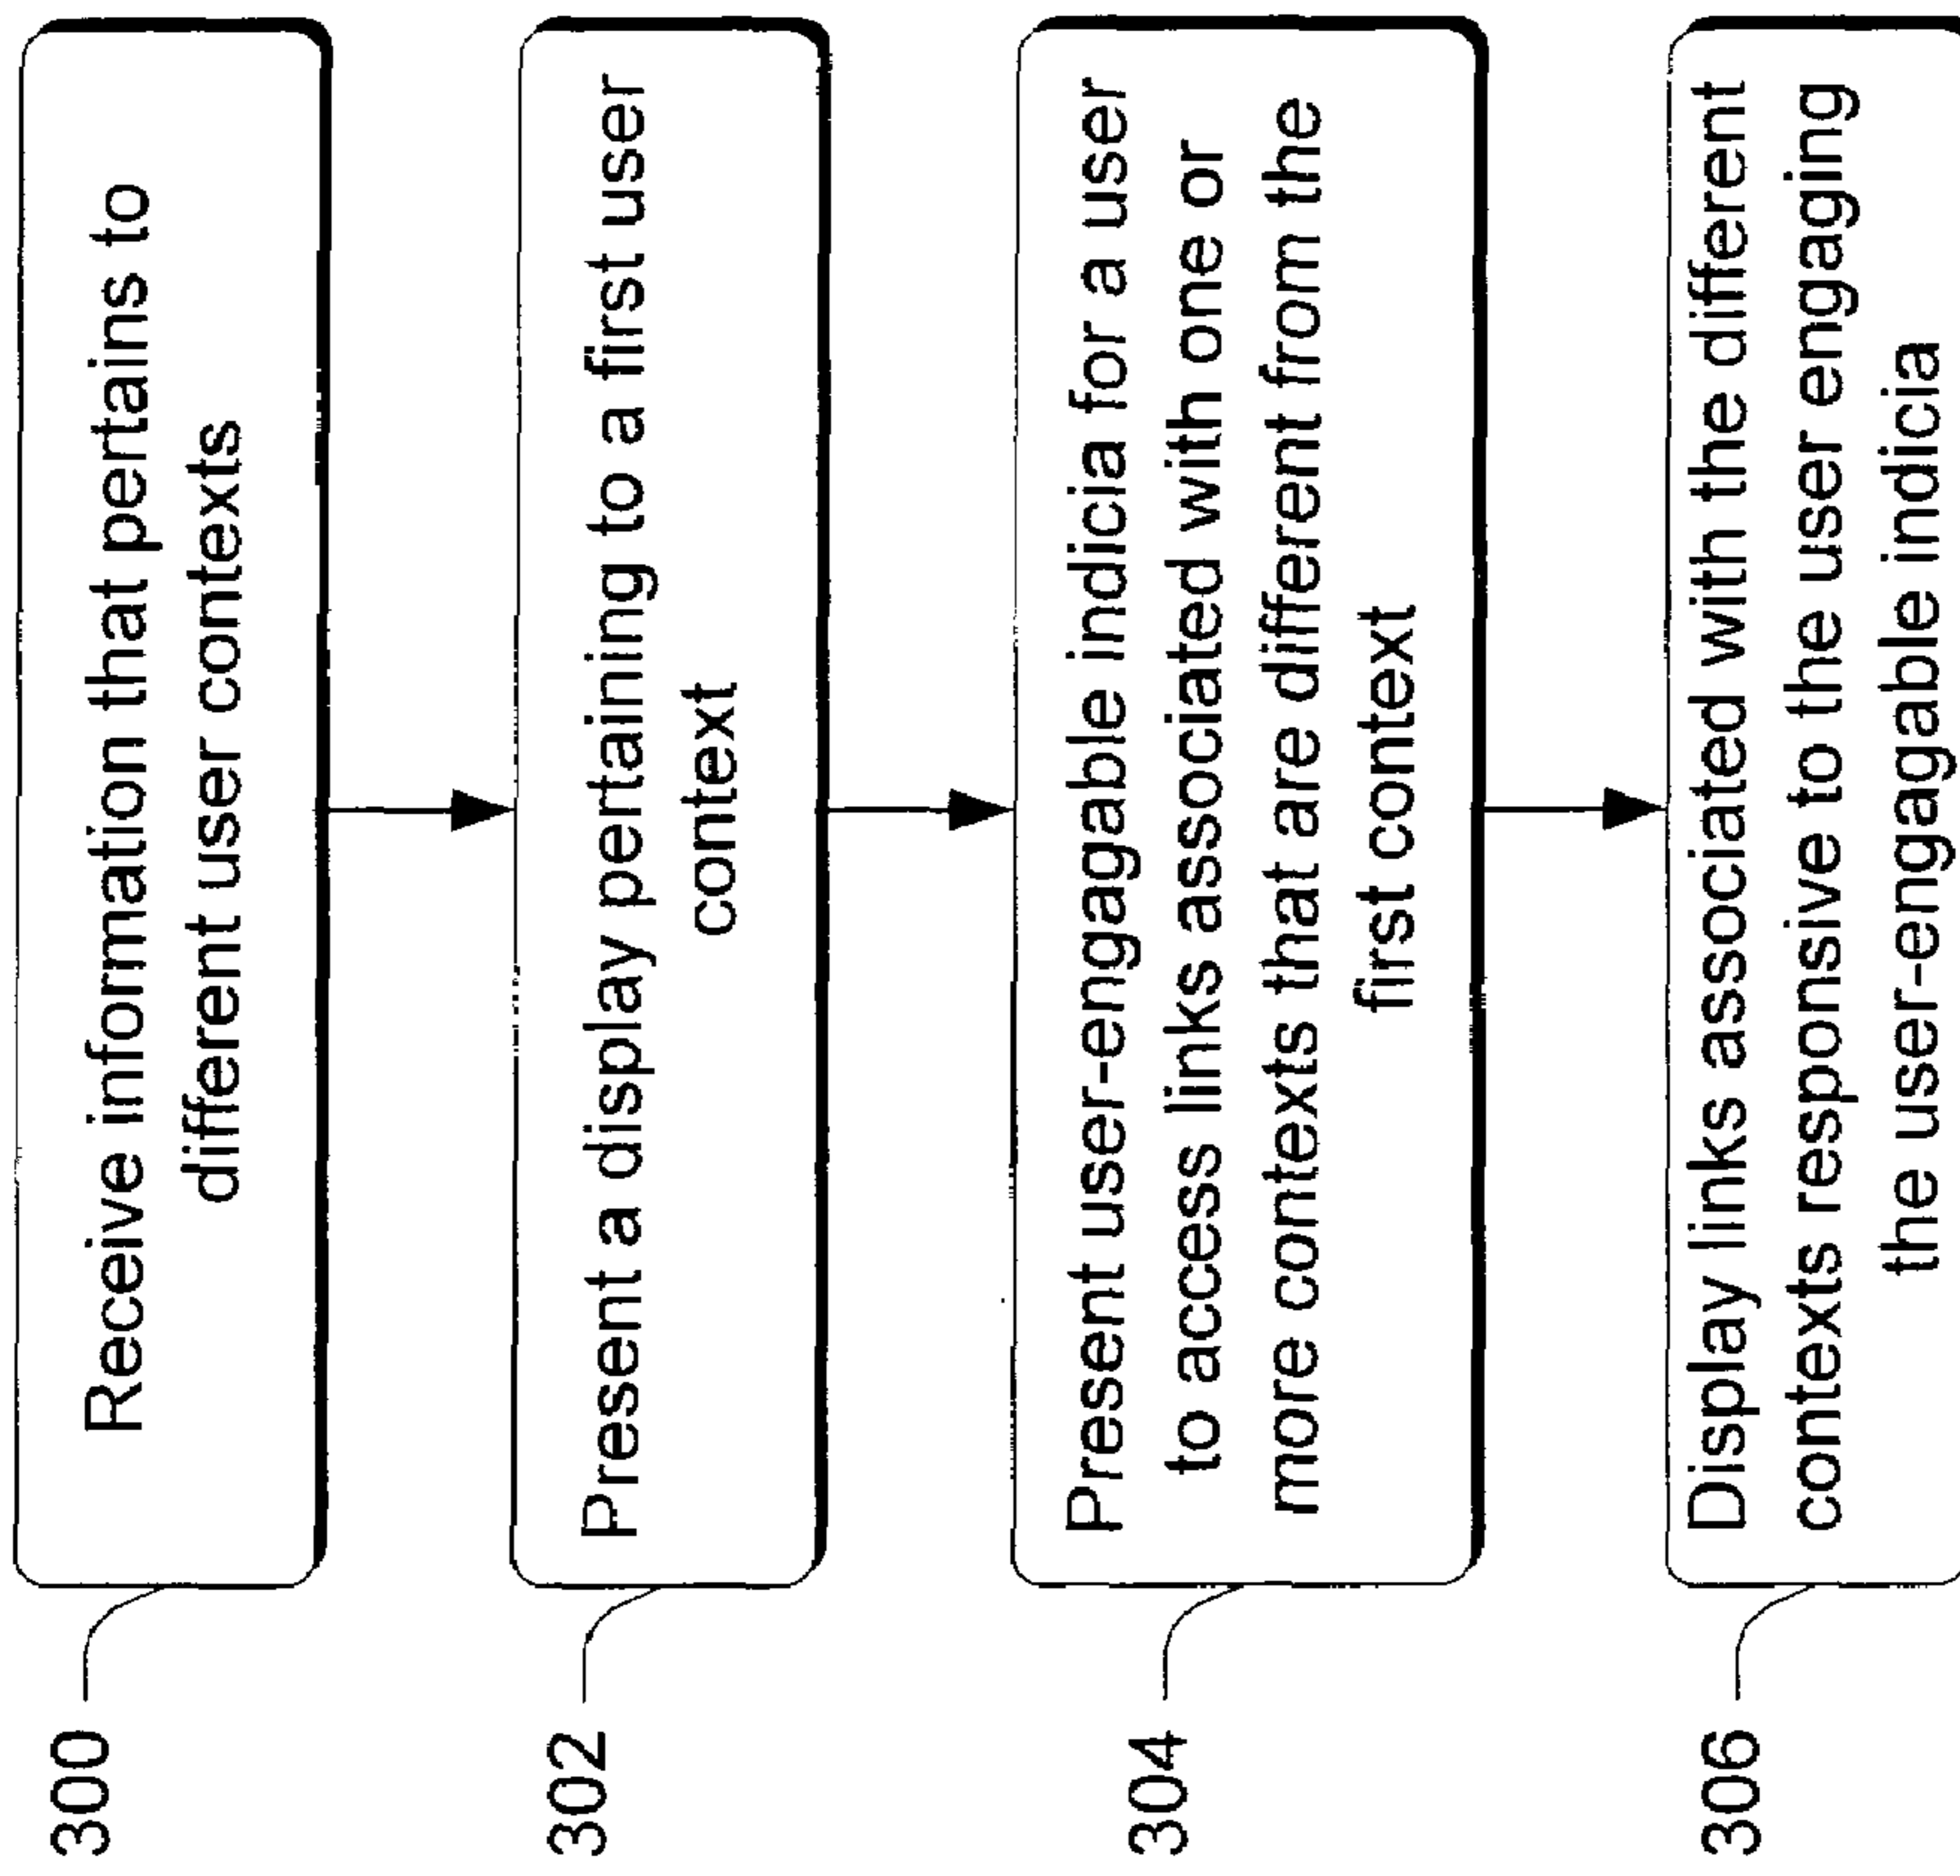 300
Receive information that pertains to
different user contexts
302
Present a display pertaining to a first user
context
304
Present user-engagable indicia for a user
to access links associated with one or
more contexts that are different from the
first context
306
Display links associated with the different
contexts responsive to the user engaging
the user-engagable indicia